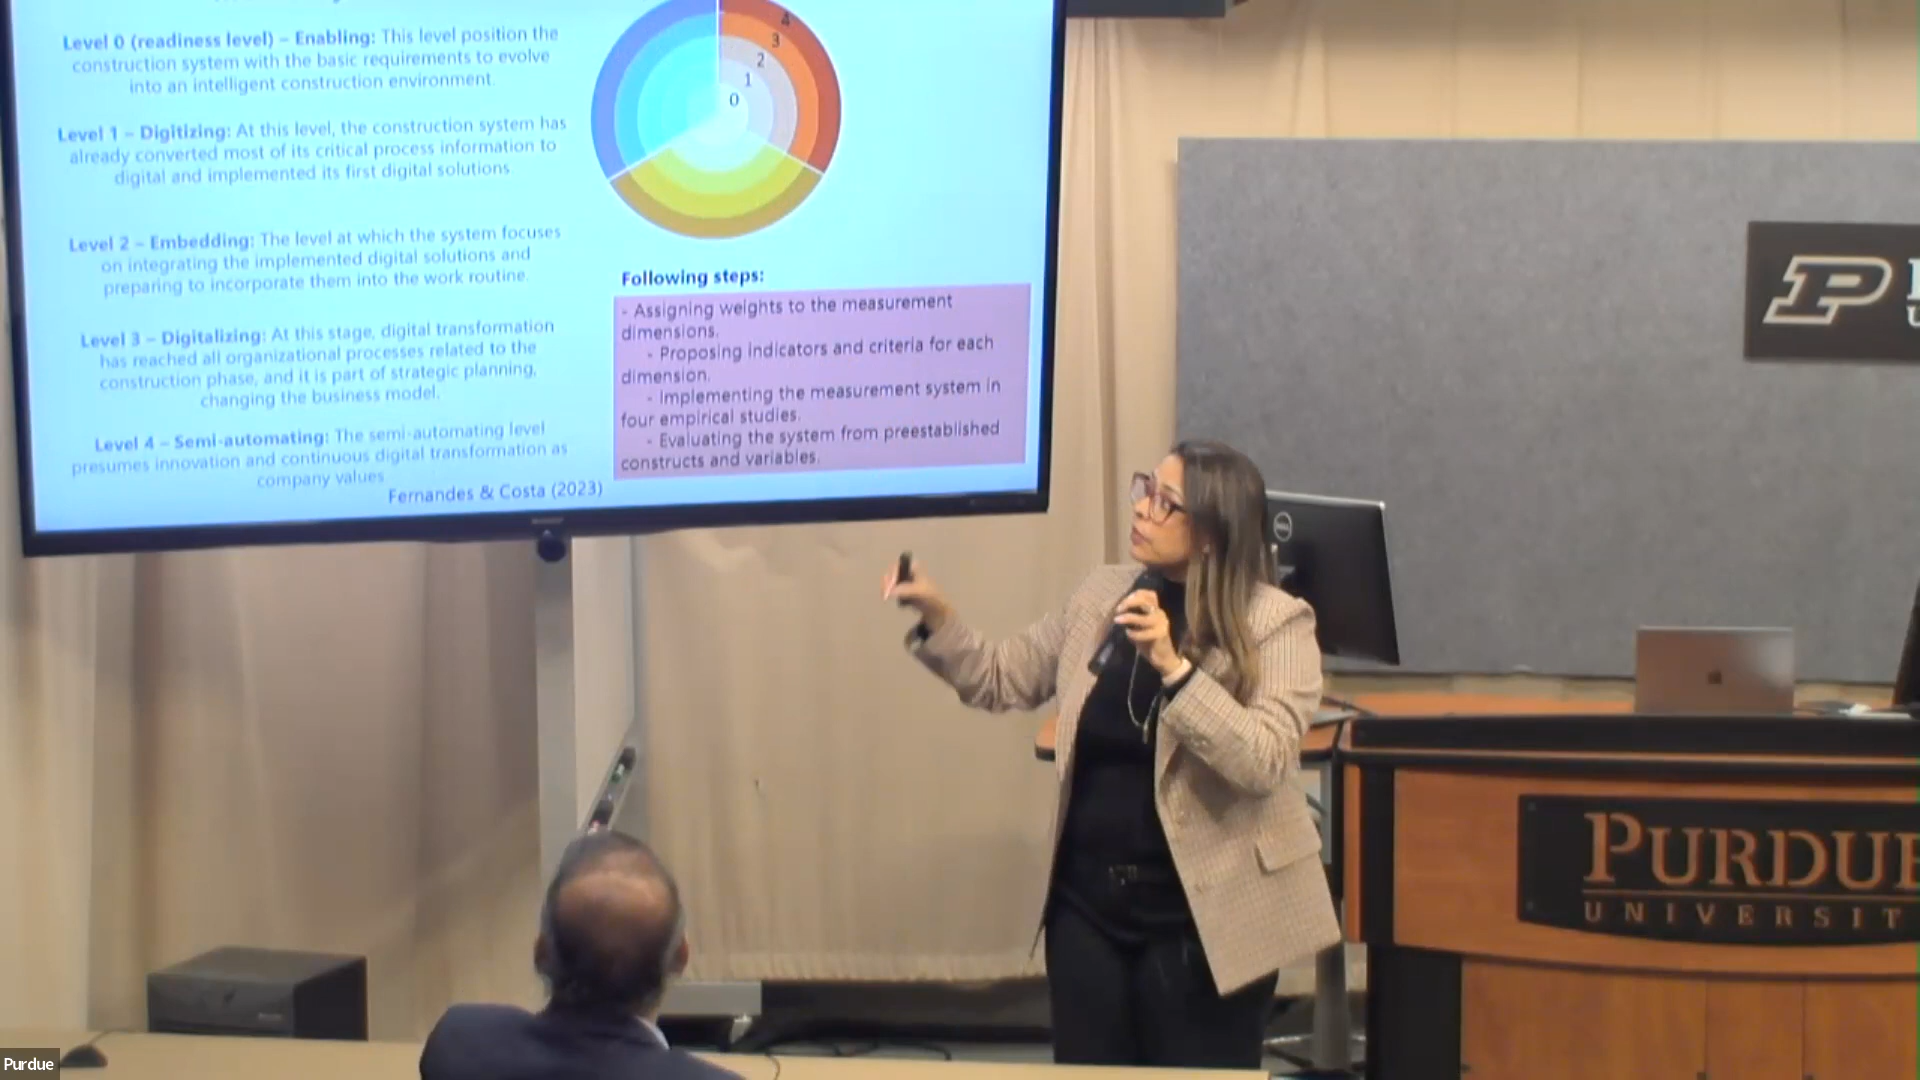 Level 0 (readiness level) – Enabling: This level position the
construction system with the basic requirements to evolve
into an intelligent construction environment.
Level 1 – Digitizing: At this level, the construction system has
already converted most of its critical process information to
digital and implemented its first digital solutions.
Level 2 – Embedding: The level at which the system focuses
on integrating the implemented digital solutions and
preparing to incorporate them into the work routine.
Level 3 – Digitalizing: At this stage, digital transformation
has reached all organizational processes related to the
construction phase, and it is part of strategic planning,
changing the business model.
Level 4 – Semi-automating: The semi-automating level
presumes innovation and continuous digital transformation as
company values
Fernandes & Costa (2023)
4
3
2
1
0
Following steps:
- Assigning weights to the measurement
dimensions.
- Proposing indicators and criteria for each
dimension.
- Implementing the measurement system in
four empirical studies.
- Evaluating the system from preestablished
constructs and variables.
P
DELL
PURDUE
UNIVERSIT
Purdue